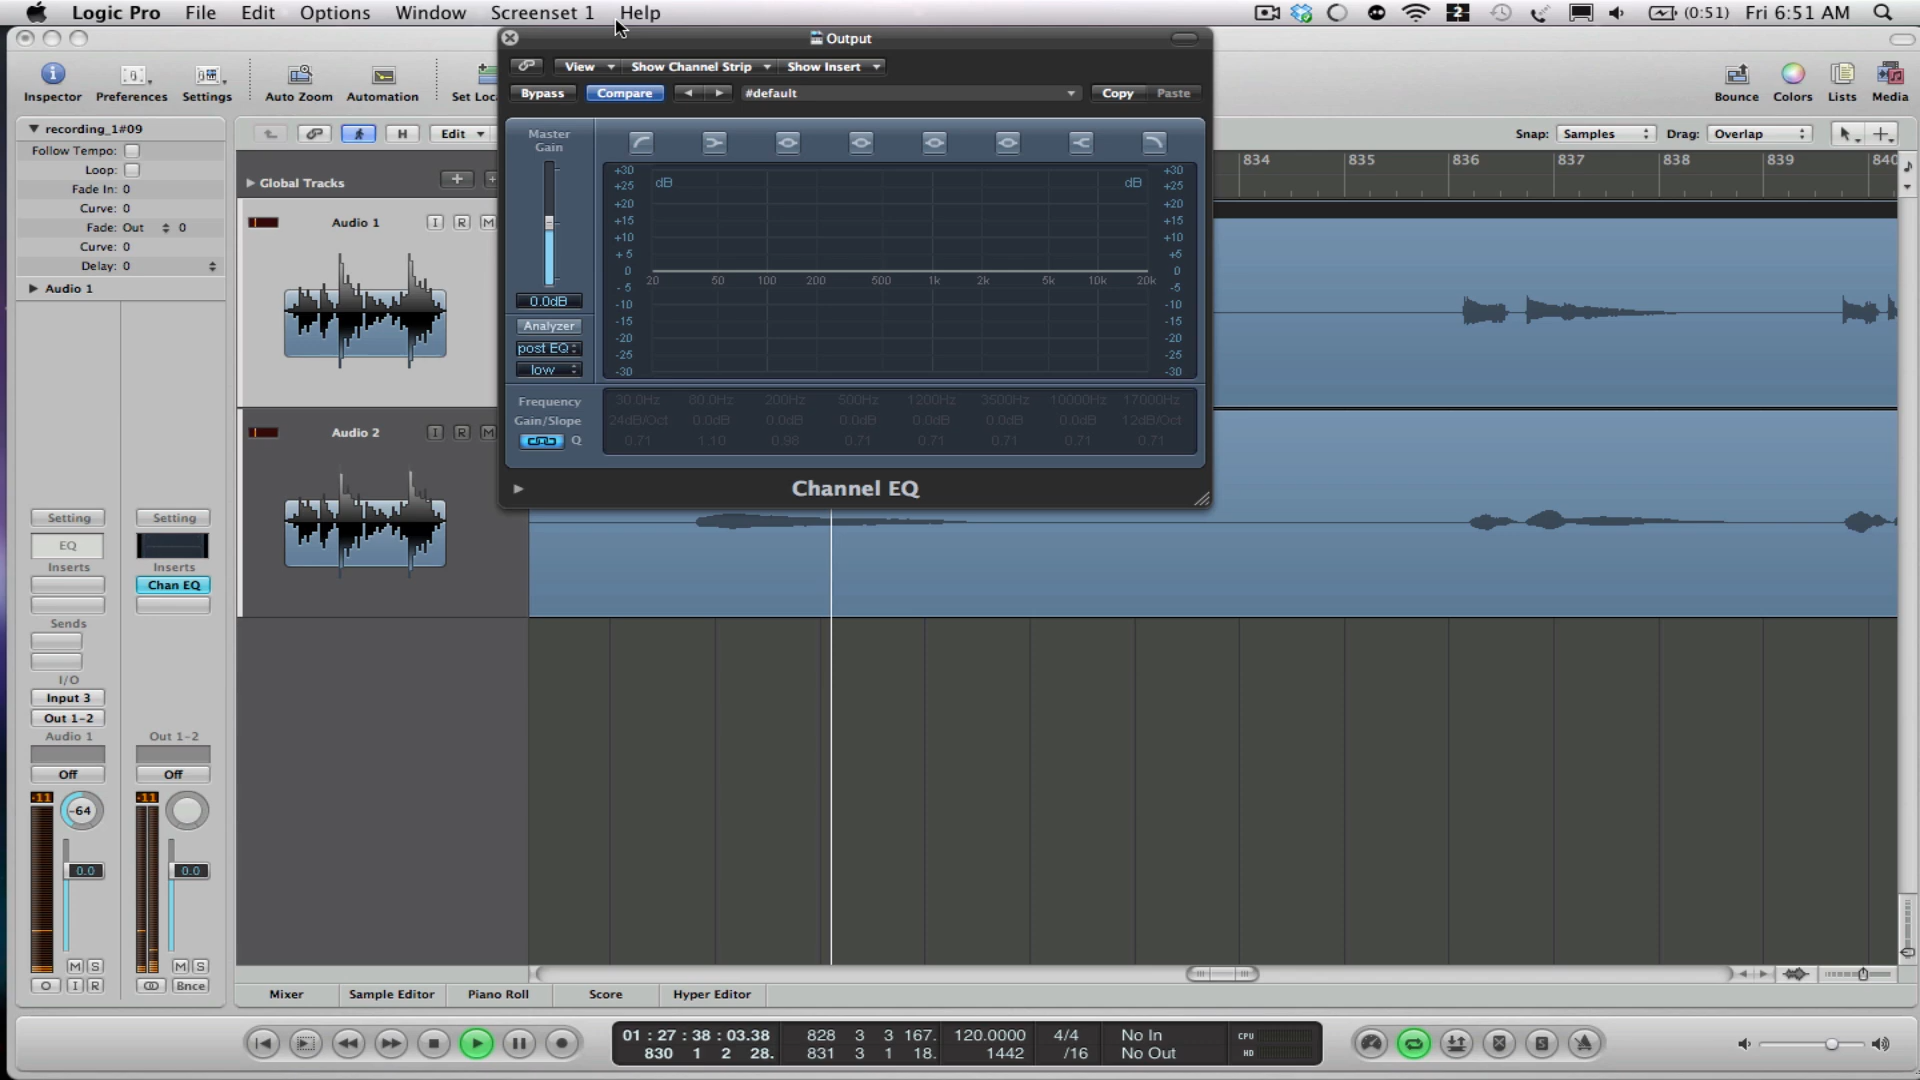 Logic Pro File Edit Options Window Screenset 1 Help 2 (0:51) Fri 6:51 AM
Output
View Show Channel Strip Show Insert
Bypass Compare #default Copy Paste
Inspector Preferences Settings Auto Zoom Automation Set Loc Bounce Colors Lists Media
recording_1#09
H Edit Snap: Samples Drag: Overlap
Follow Tempo:
Loop:
Fade In: 0
Curve: 0
Fade: Out 0
Curve: 0
Delay: 0
Audio 1
Global Tracks
834 835 836 837 838 839 840
Audio 1 I R M
Audio 2 I R M
Master
Gain
0.0dB
Analyzer
post EQ
low
dB dB
+30 +30
+25 +25
+20 +20
+15 +15
+10 +10
+ 5 +5
0 0
20 50 100 200 500 1k 2k 5k 10k 20k
- 5 -5
-10 -10
-15 -15
-20 -20
-25 -25
-30 -30
Frequency 30.0Hz 80.0Hz 200Hz 500Hz 1200Hz 3500Hz 10000Hz 17000Hz
Gain/Slope 24dB/Oct 0.0dB 0.0dB 0.0dB 0.0dB 0.0dB 0.0dB 12dB/Oct
Q 0.71 1.10 0.98 0.71 0.71 0.71 0.71 0.71
Channel EQ
Setting Setting
EQ
Inserts Inserts
Chan EQ
Sends
I/O
Input 3
Out 1-2
Audio 1 Out 1-2
Off Off
-11 -64 -11
0.0 0.0
M S M S
I R Bnce
Mixer Sample Editor Piano Roll Score Hyper Editor
01 : 27 : 38 : 03.38 828 3 3 167. 120.0000 4/4 No In CPU
830 1 2 28. 831 3 1 18. 1442 /16 No Out HD
S